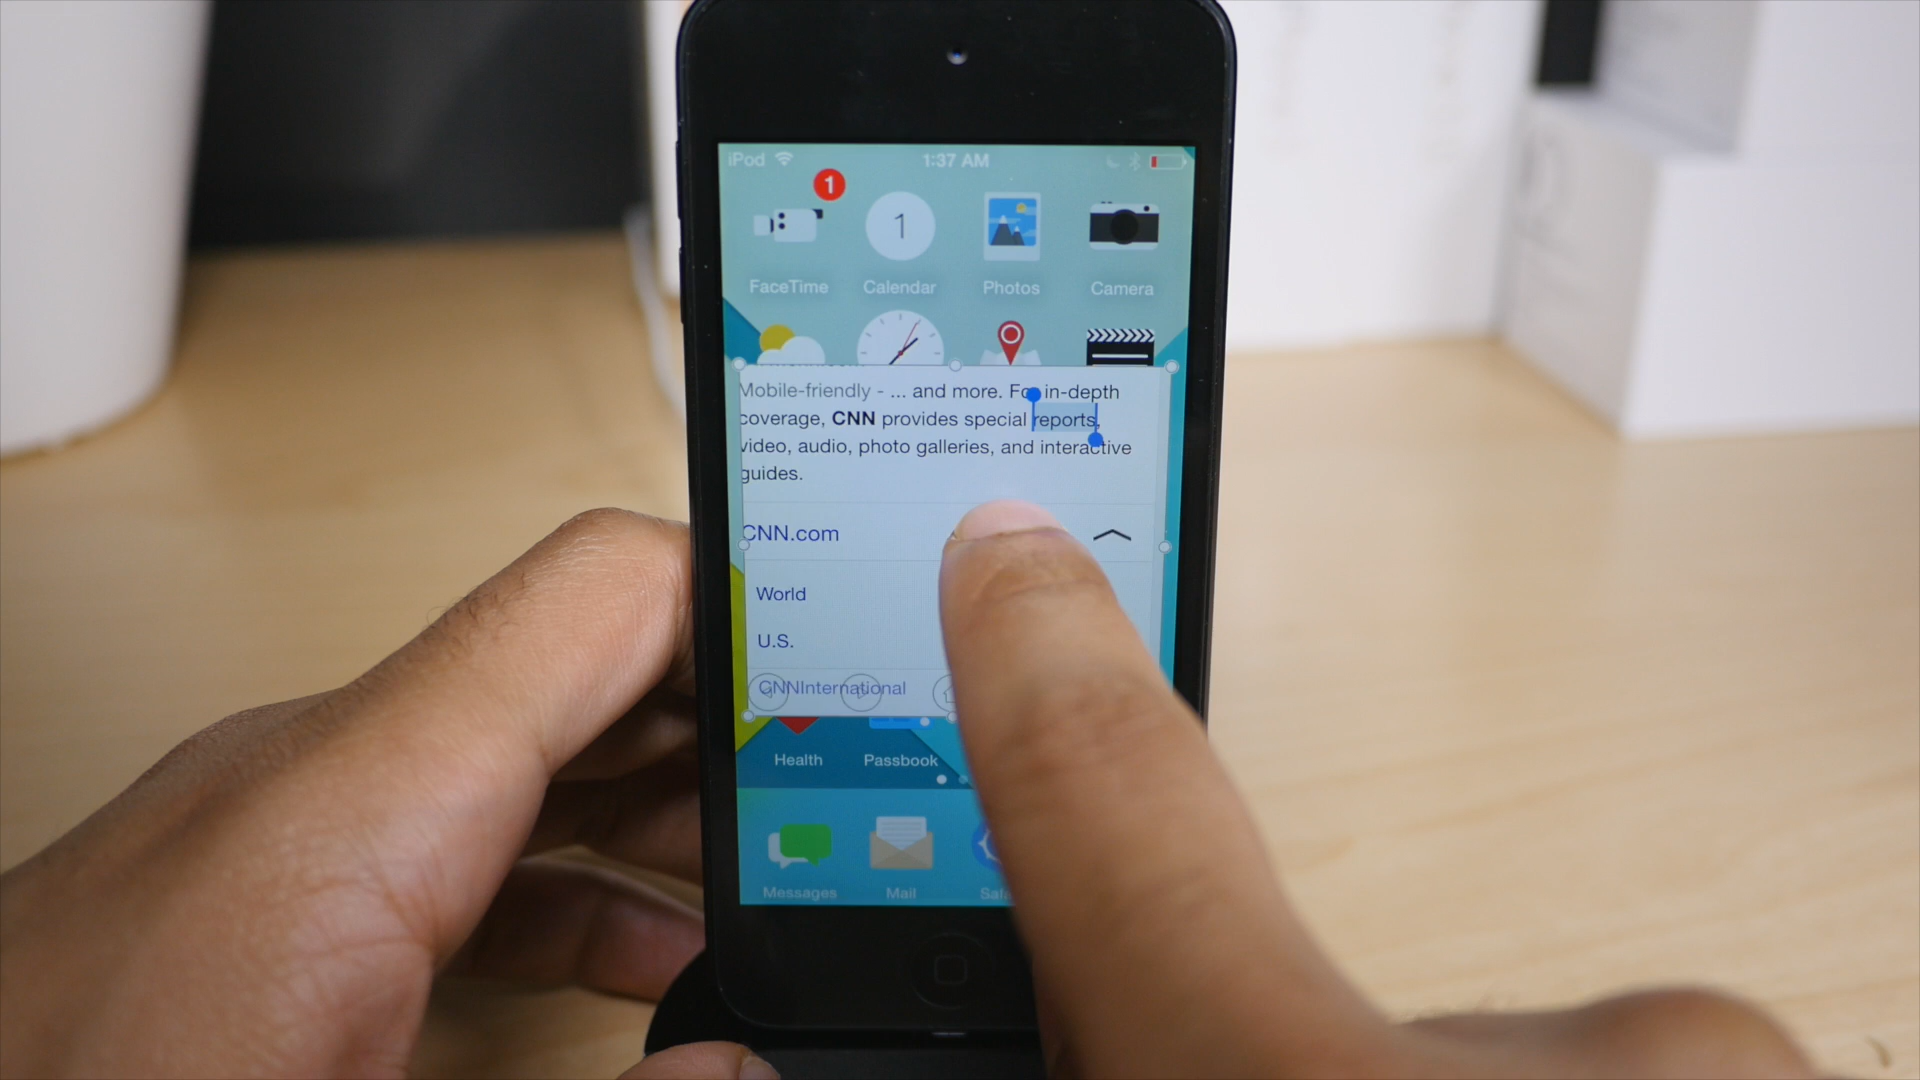 iPod 1:37 AM
1
1
FaceTime Calendar Photos Camera
Mobile-friendly - ... and more. For in-depth
coverage, CNN provides special reports,
video, audio, photo galleries, and interactive
guides.
CNN.com
World
U.S.
CNNInternational
Health Passbook
Messages Mail